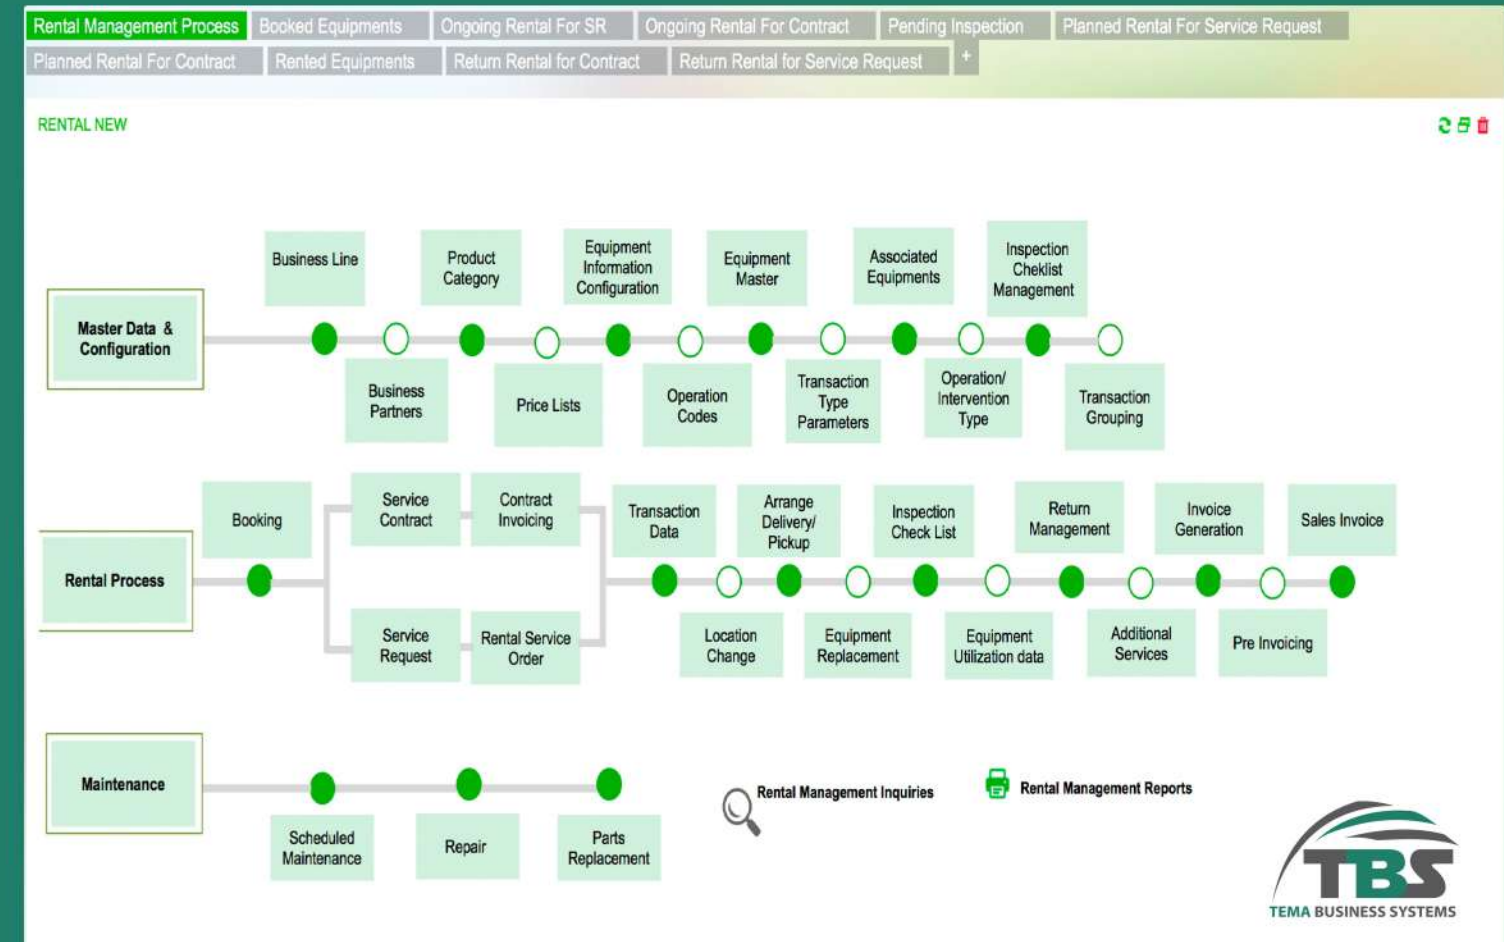 Rental Management Process
Booked Equipments
Ongoing Rental For SR
Ongoing Rental For Contract
Pending Inspection
Planned Rental For Service Request
Planned Rental For Contract
Rented Equipments
Return Rental for Contract
Return Rental for Service Request
+
RENTAL NEW
Master Data &
Configuration
Business Line
Product
Category
Equipment
Information
Configuration
Equipment
Master
Associated
Equipments
Inspection
Cheklist
Management
Business
Partners
Price Lists
Operation
Codes
Transaction
Type
Parameters
Operation/
Intervention
Type
Transaction
Grouping
Rental Process
Booking
Service
Contract
Contract
Invoicing
Service
Request
Rental Service
Order
Transaction
Data
Arrange
Delivery/
Pickup
Inspection
Check List
Return
Management
Invoice
Generation
Sales Invoice
Location
Change
Equipment
Replacement
Equipment
Utilization data
Additional
Services
Pre Invoicing
Maintenance
Scheduled
Maintenance
Repair
Parts
Replacement
Rental Management Inquiries
Rental Management Reports
TBS
TEMA BUSINESS SYSTEMS